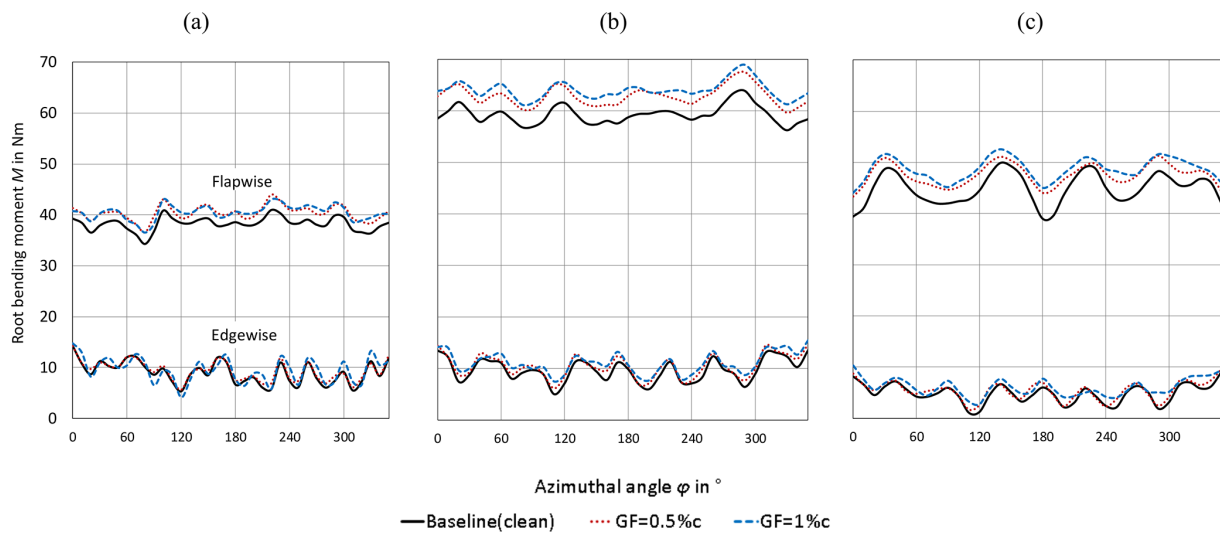 (a) (b) (c)
70
60
50
40
30
20
10
0
Root bending moment M in Nm
Flapwise
Edgewise
0 60 120 180 240 300
0 60 120 180 240 300
0 60 120 180 240 300
Azimuthal angle φ in °
Baseline(clean) GF=0.5%c GF=1%c